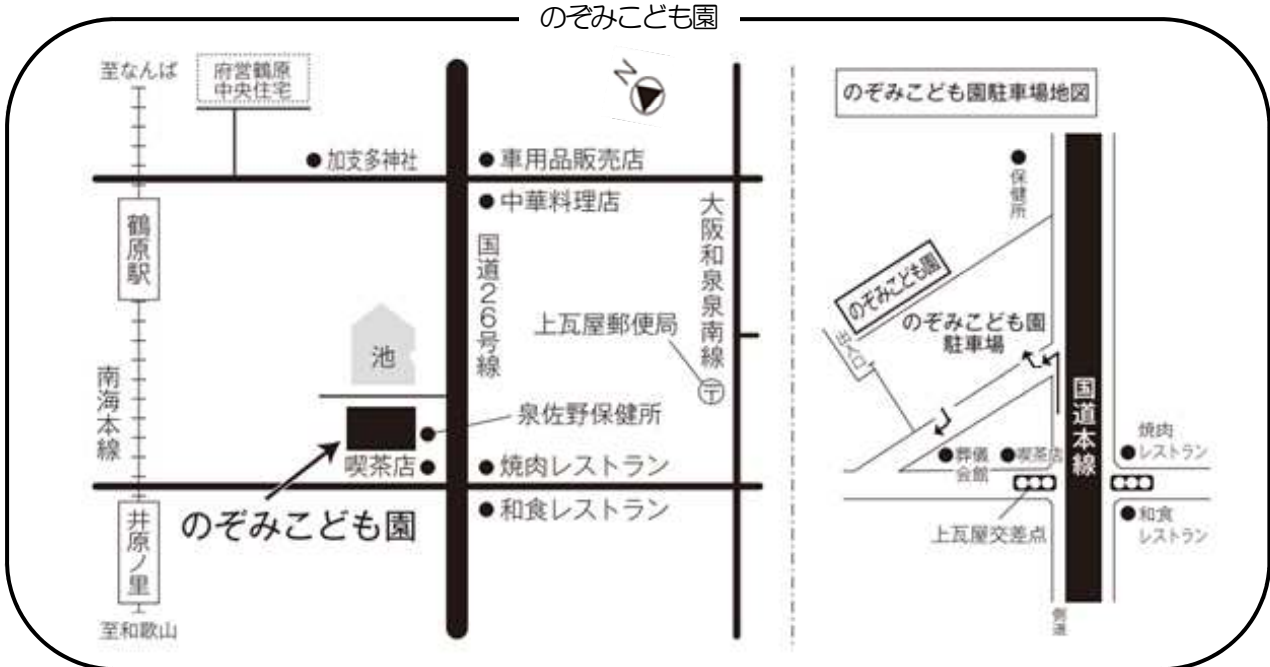 のぞみこども園
至なんば
府営鶴原
中央住宅
N
加支多神社
車用品販売店
中華料理店
鶴原駅
国道26号線
大阪和泉泉南線
上瓦屋郵便局
〒
池
南海本線
泉佐野保健所
喫茶店
焼肉レストラン
のぞみこども園
和食レストラン
井原ノ里
至和歌山
のぞみこども園駐車場地図
保健所
のぞみこども園
のぞみこども園
駐車場
出入口
国道本線
葬儀
会館
喫茶店
焼肉
レストラン
上瓦屋交差点
和食
レストラン
側道